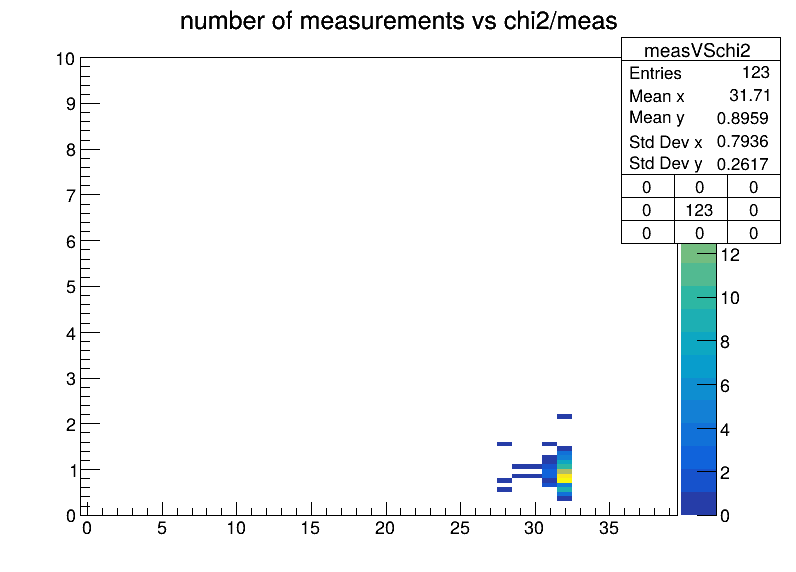 number of measurements vs chi2/meas
measVSchi2
Entries 123
Mean x 31.71
Mean y 0.8959
Std Dev x 0.7936
Std Dev y 0.2617
0 0 0
0 123 0
0 0 0
10
9
8
7
6
5
4
3
2
1
0
0 5 10 15 20 25 30 35
12
10
8
6
4
2
0